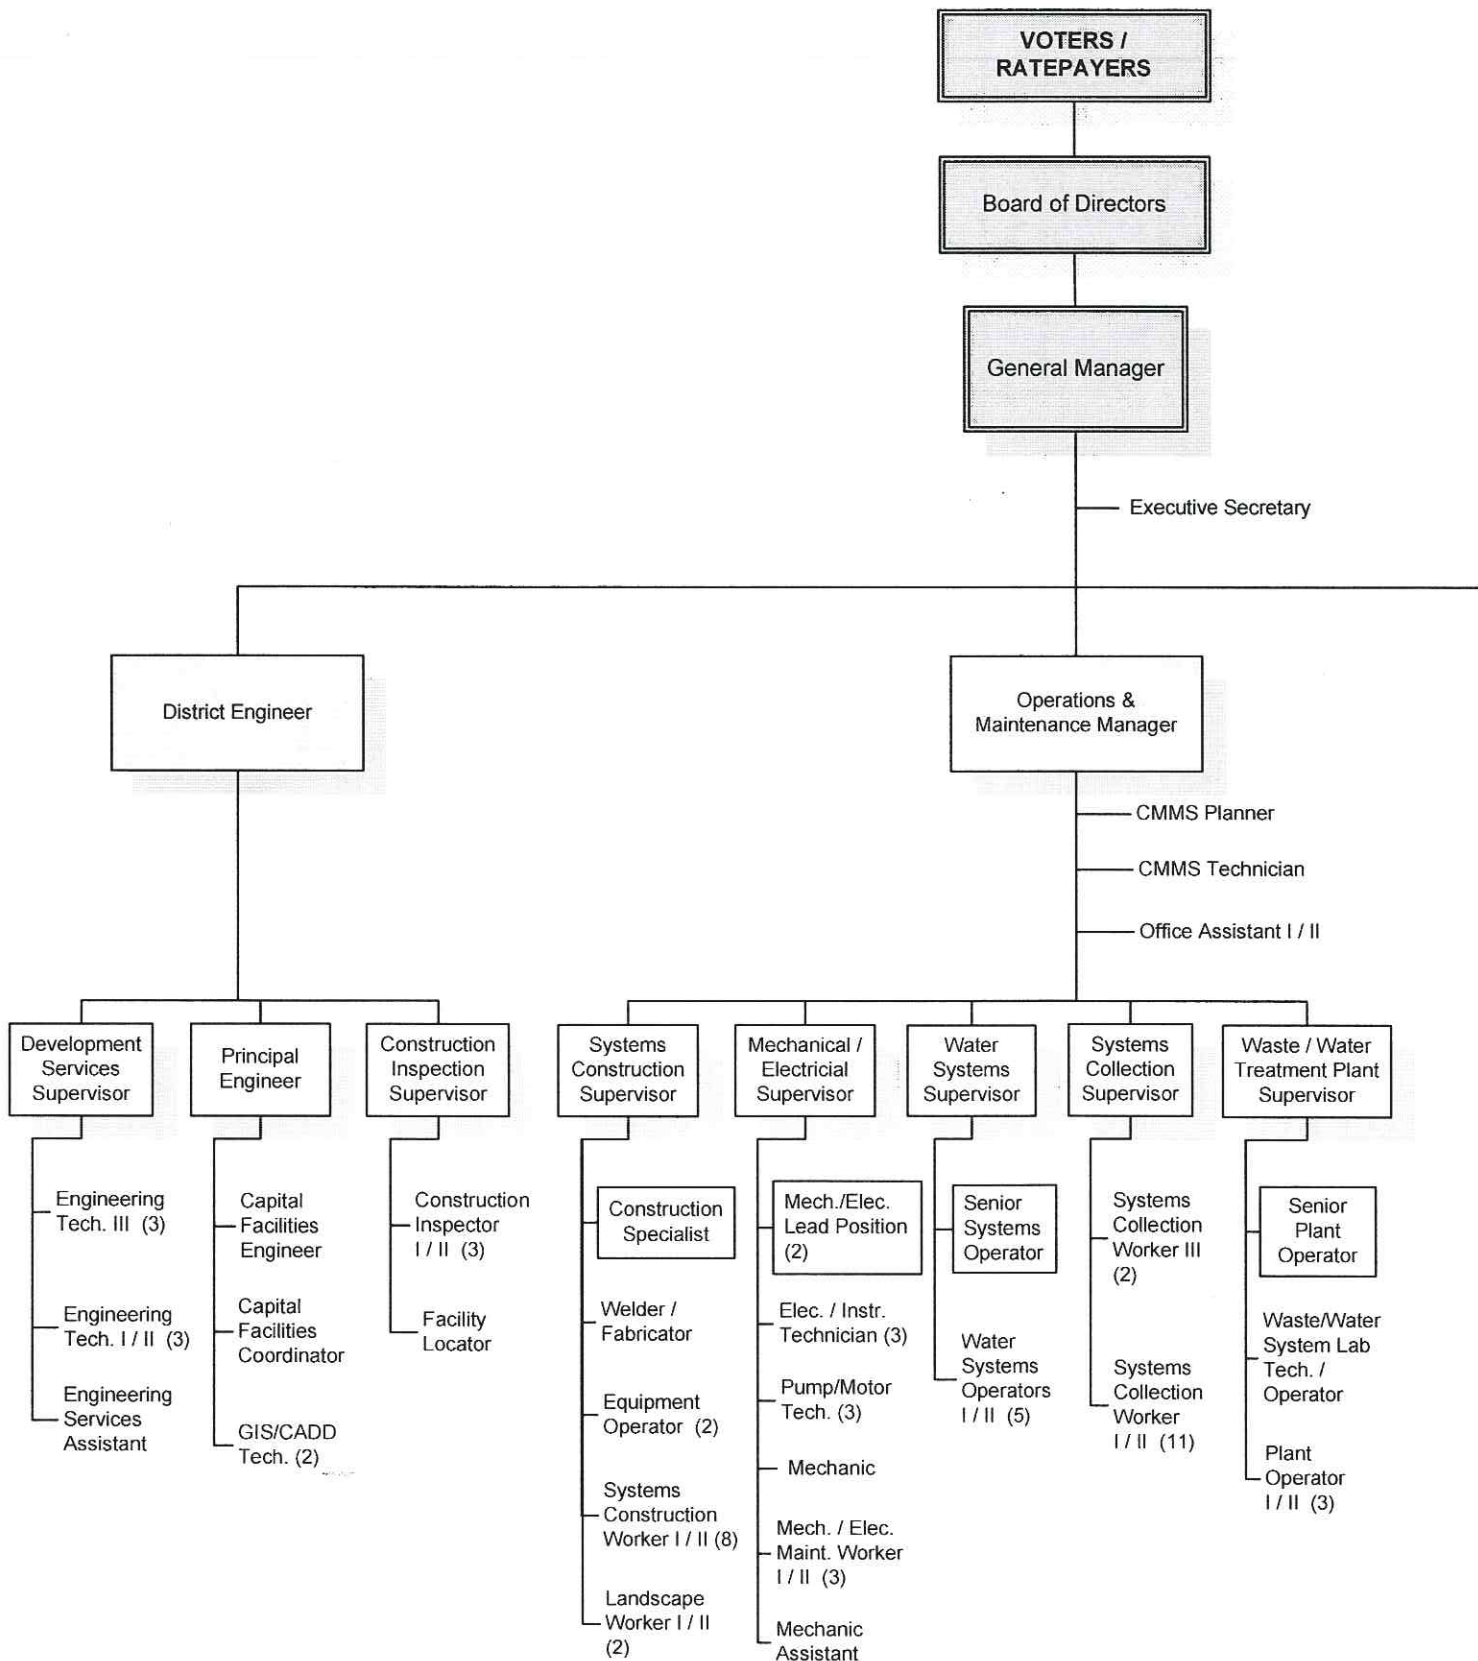 VOTERS /
RATEPAYERS
Board of Directors
General Manager
Executive Secretary
District Engineer
Operations &
Maintenance Manager
CMMS Planner
CMMS Technician
Office Assistant I / II
Development
Services
Supervisor
Engineering
Tech. III (3)
Engineering
Tech. I / II (3)
Engineering
Services
Assistant
Principal
Engineer
Capital
Facilities
Engineer
Capital
Facilities
Coordinator
GIS/CADD
Tech. (2)
Construction
Inspection
Supervisor
Construction
Inspector
I / II (3)
Facility
Locator
Systems
Construction
Supervisor
Construction
Specialist
Welder /
Fabricator
Equipment
Operator (2)
Systems
Construction
Worker I / II (8)
Landscape
Worker I / II
(2)
Mechanical /
Electricial
Supervisor
Mech./Elec.
Lead Position
(2)
Elec. / Instr.
Technician (3)
Pump/Motor
Tech. (3)
Mechanic
Mech. / Elec.
Maint. Worker
I / II (3)
Mechanic
Assistant
Water
Systems
Supervisor
Senior
Systems
Operator
Water
Systems
Operators
I / II (5)
Systems
Collection
Supervisor
Systems
Collection
Worker III
(2)
Systems
Collection
Worker
I / II (11)
Waste / Water
Treatment Plant
Supervisor
Senior
Plant
Operator
Waste/Water
System Lab
Tech. /
Operator
Plant
Operator
I / II (3)